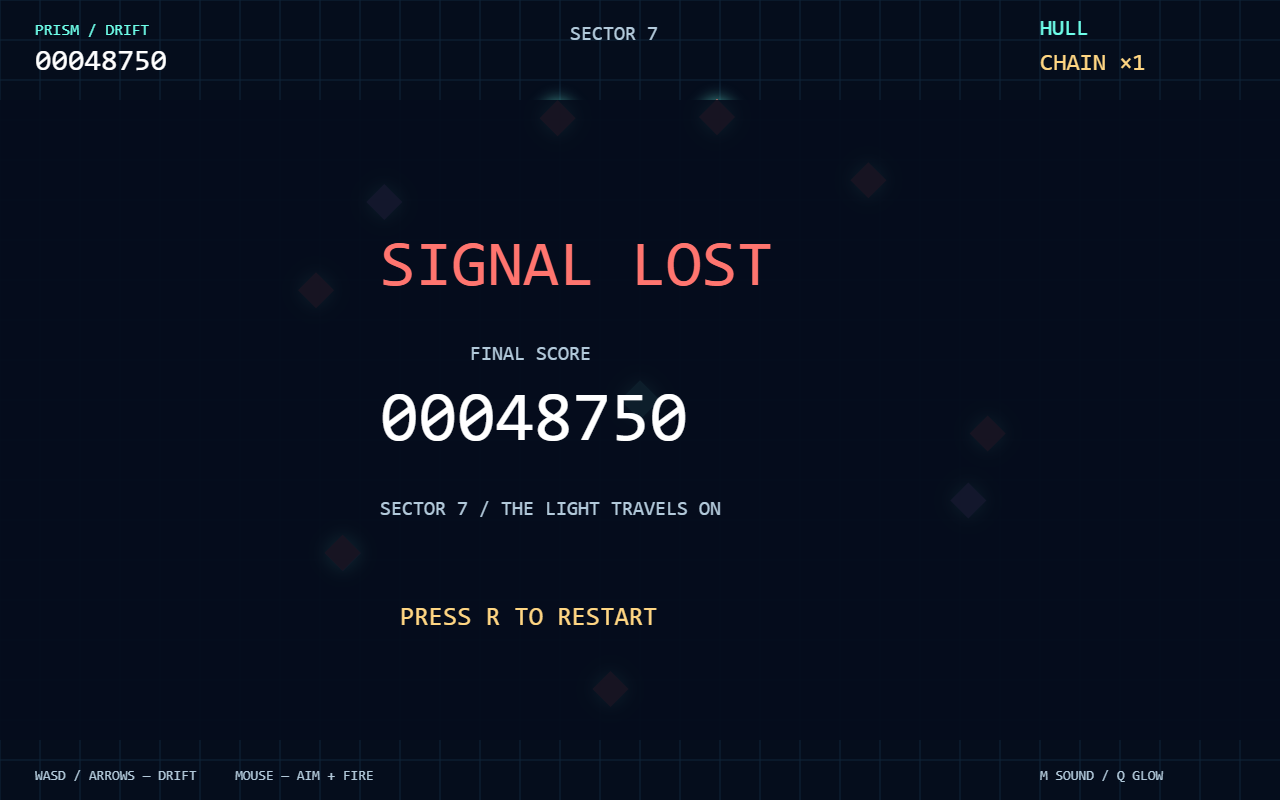 PRISM / DRIFT
00048750
SECTOR 7
HULL
CHAIN ×1
SIGNAL LOST
FINAL SCORE
00048750
SECTOR 7 / THE LIGHT TRAVELS ON
PRESS R TO RESTART
WASD / ARROWS — DRIFT
MOUSE — AIM + FIRE
M SOUND / Q GLOW